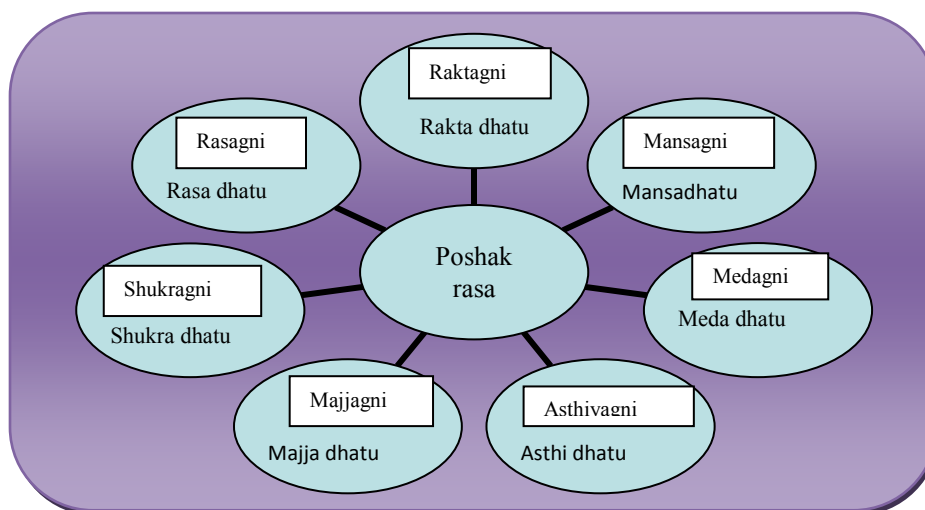 Raktagni
Rakta dhatu
Rasagni
Rasa dhatu
Mansagni
Mansadhatu
Poshak
rasa
Shukragni
Shukra dhatu
Medagni
Meda dhatu
Majjagni
Majja dhatu
Asthivagni
Asthi dhatu